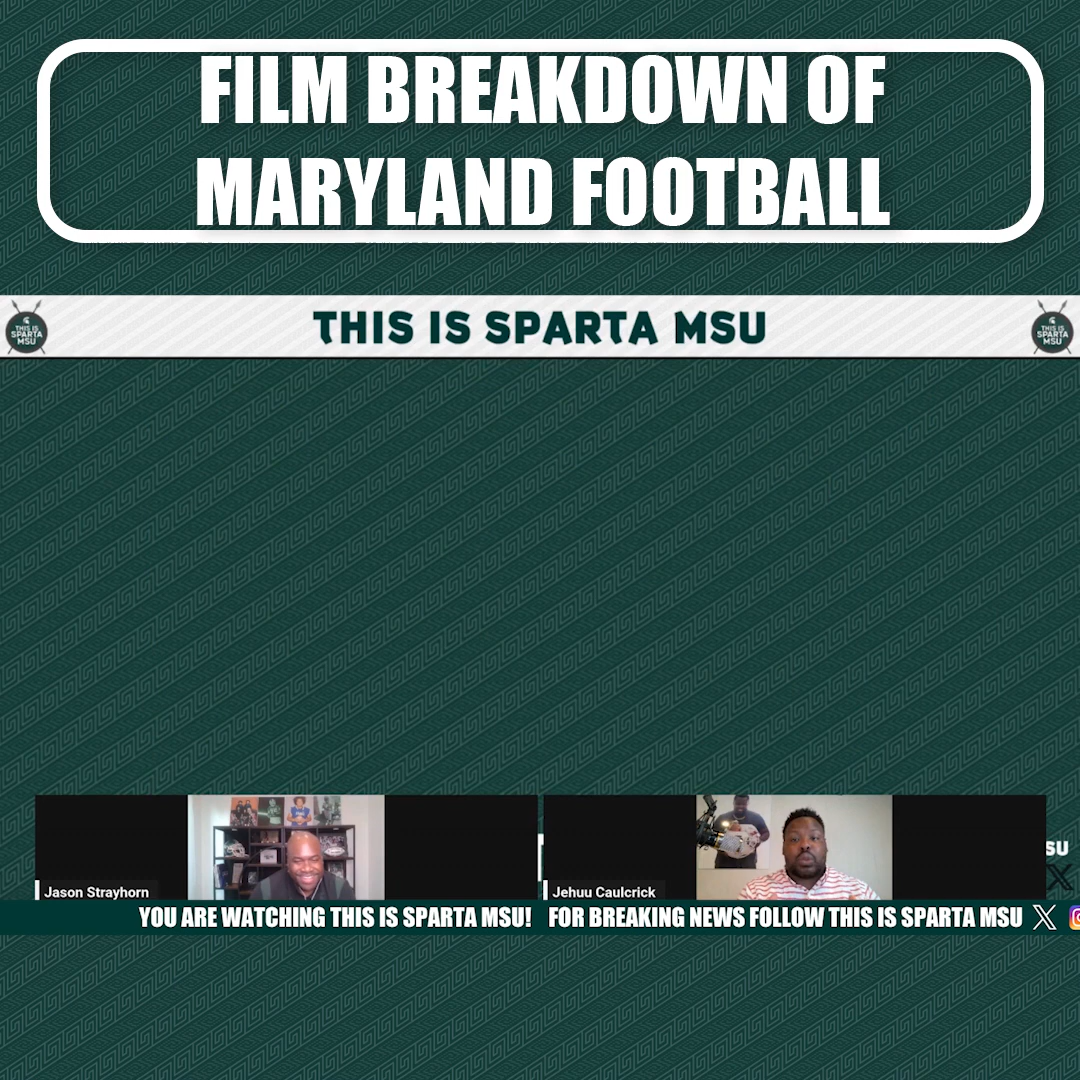 FILM BREAKDOWN OF
MARYLAND FOOTBALL
THIS IS
SPARTA
MSU
THIS IS SPARTA MSU
THIS IS
SPARTA
MSU
SU
Jason Strayhorn
Jehuu Caulcrick
YOU ARE WATCHING THIS IS SPARTA MSU! FOR BREAKING NEWS FOLLOW THIS IS SPARTA MSU